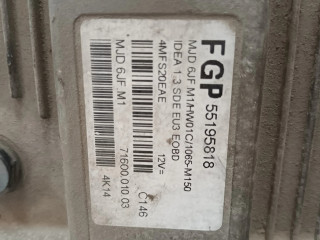 FGP 55195818
MJD 6JF M1/HW01C/1065-M150
IDEA 1.3 SDE EU3 EOBD
4MFS20EAE 12V= C146
MJD 6JF M1 71600.010.03
4K14